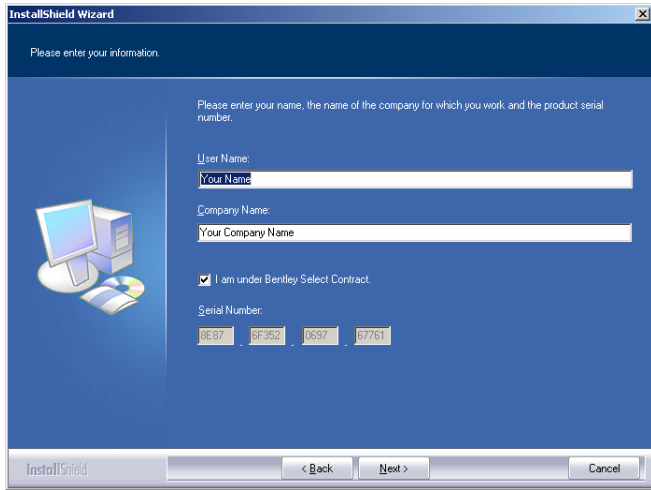 InstallShield Wizard
Please enter your information.
Please enter your name, the name of the company for which you work and the product serial
number.
User Name:
Your Name
Company Name:
Your Company Name
I am under Bentley Select Contract.
Serial Number:
8E87 . 6F352 . 0697 . 67761
InstallShield
< Back Next > Cancel